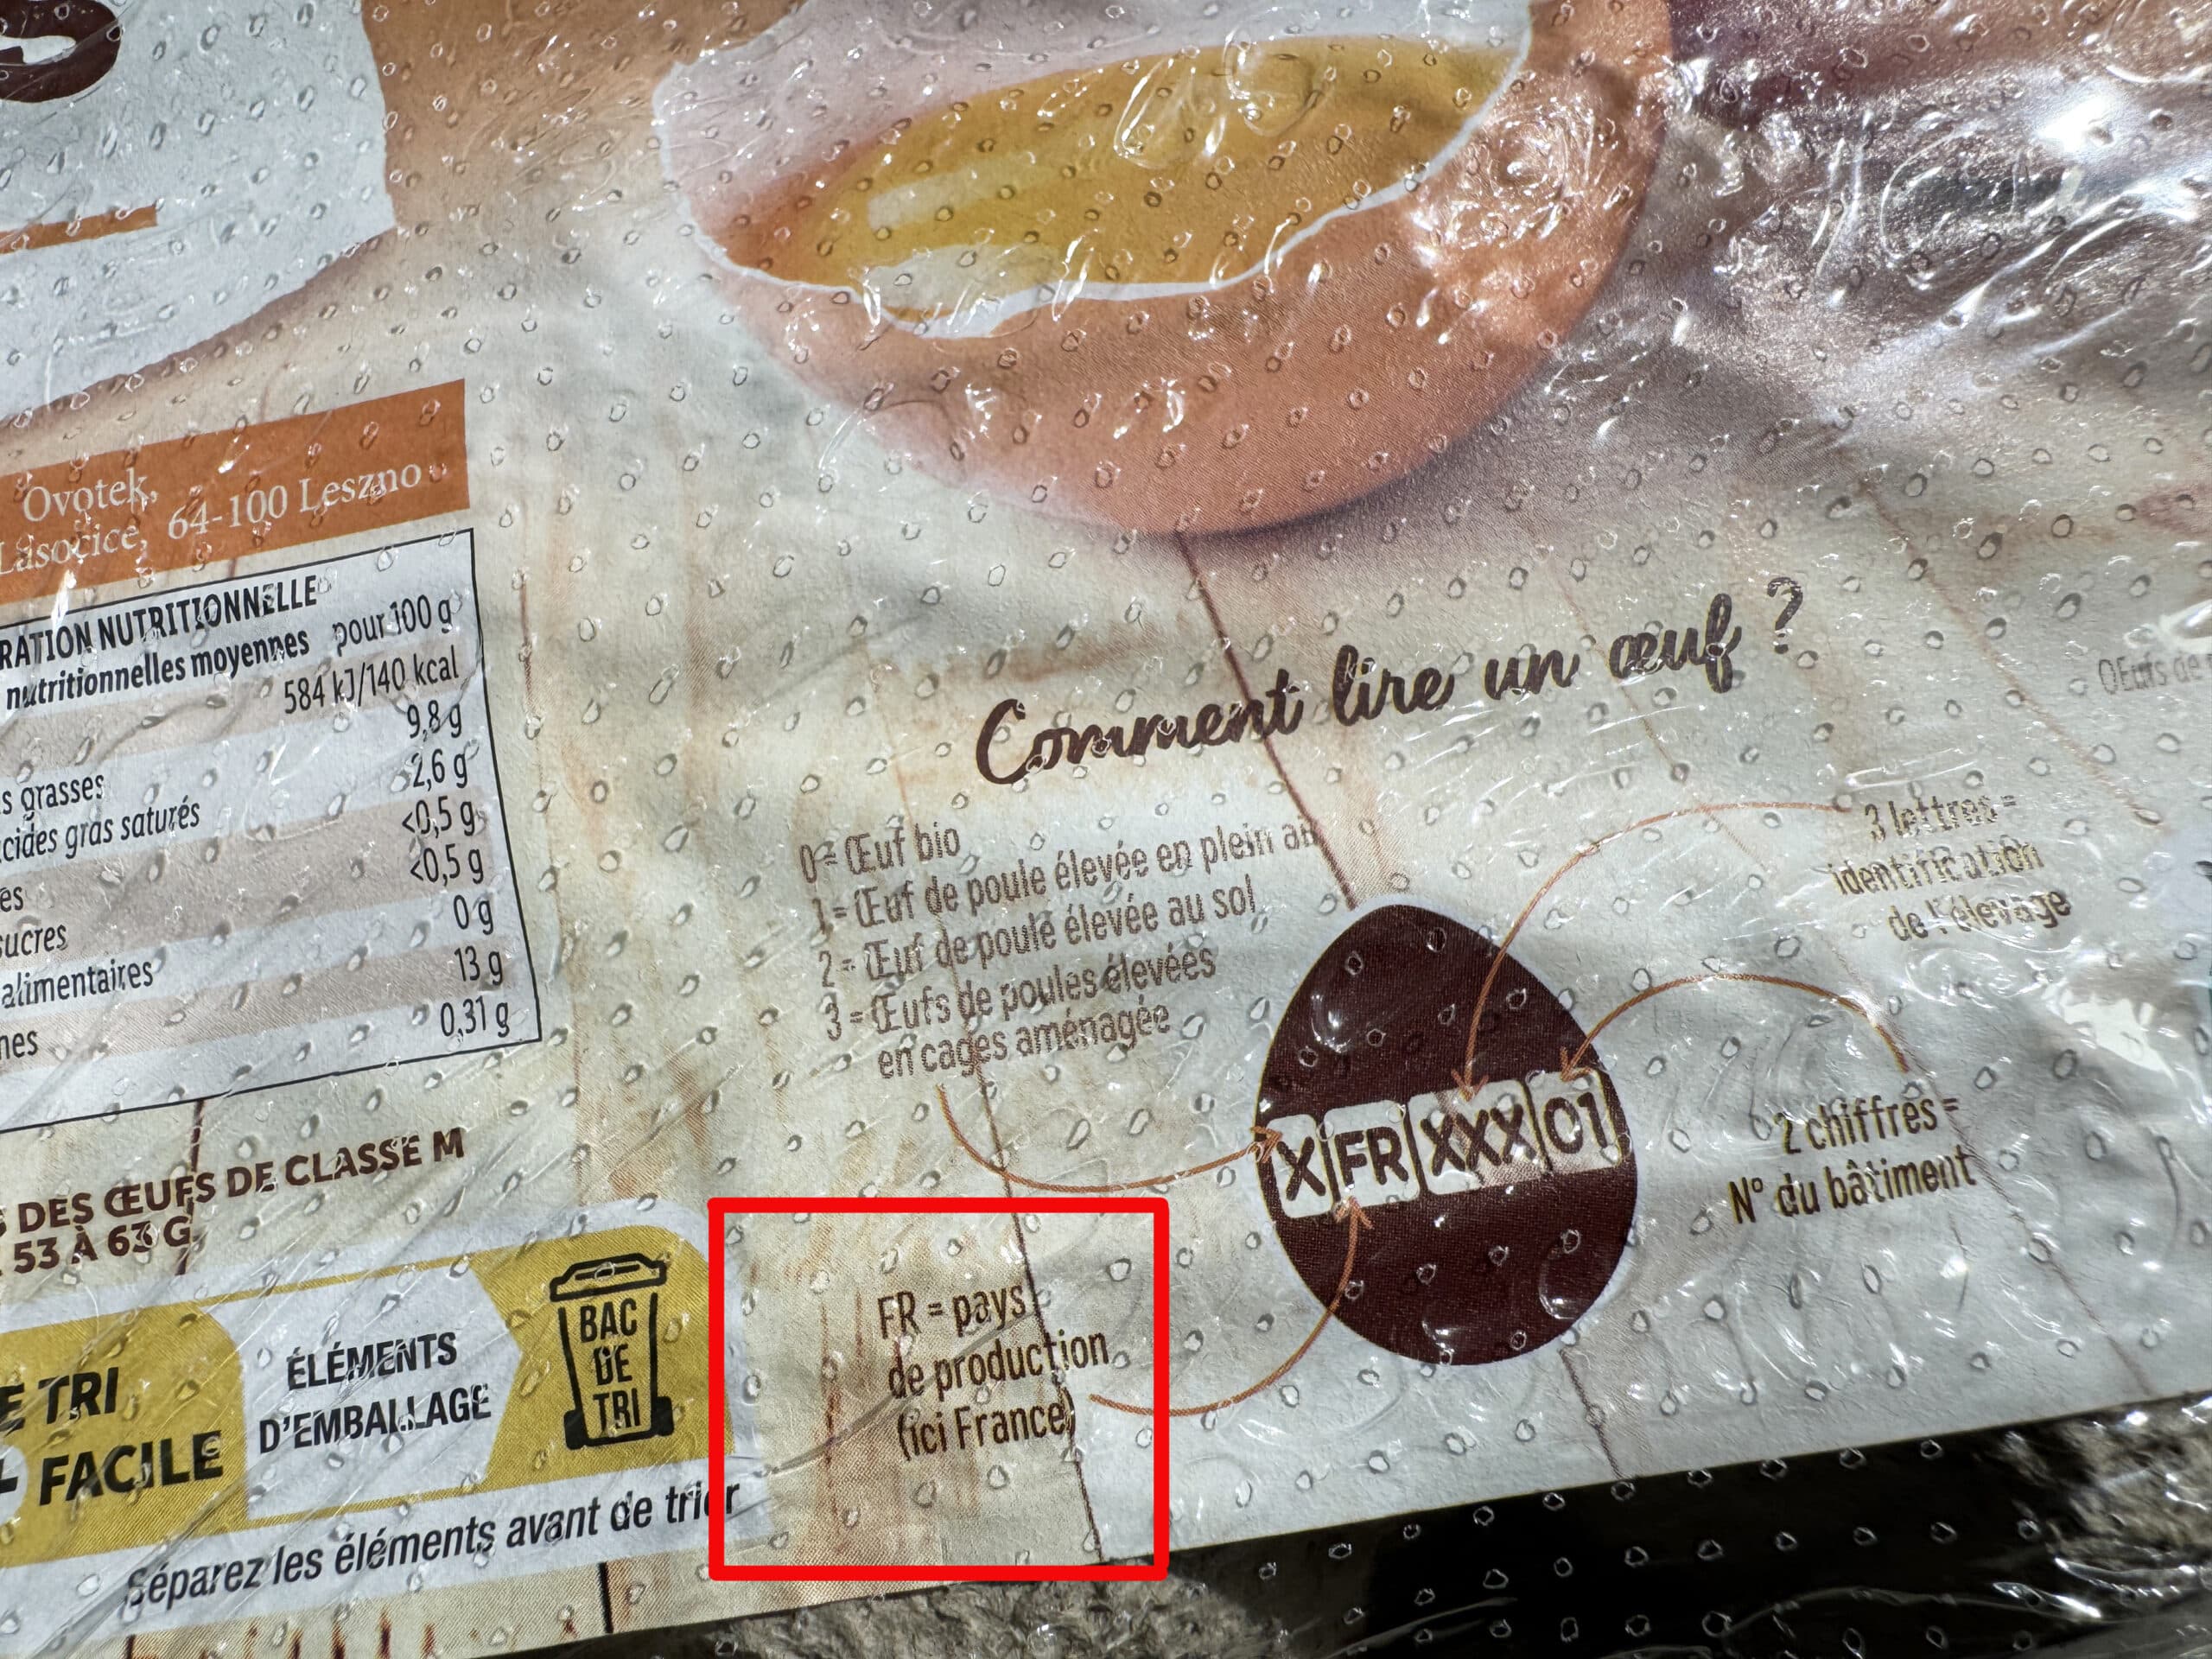 Ovotek,
Lasocice, 64-100 Leszno
RATION NUTRITIONNELLE
nutritionnelles moyennes pour 100 g
584 kJ/140 kcal
9,8 g
s grasses
2,6 g
cides gras saturés
<0,5 g
es
<0,5 g
sucres
0 g
alimentaires
13 g
nes
0,31 g
DES ŒUFS DE CLASSE M
53 À 63 G
E TRI
FACILE
ÉLÉMENTS
D'EMBALLAGE
BAC
DE
TRI
Séparez les éléments avant de trier
Comment lire un œuf ?
0 = Œuf bio
1 = Œuf de poule élevée en plein air
2 = Œuf de poule élevée au sol
3 = Œufs de poules élevées
en cages aménagée
3 lettres =
identification
de l'élevage
X FR XXX 01
2 chiffres =
N° du bâtiment
FR = pays
de production
(ici France)
OEufs de